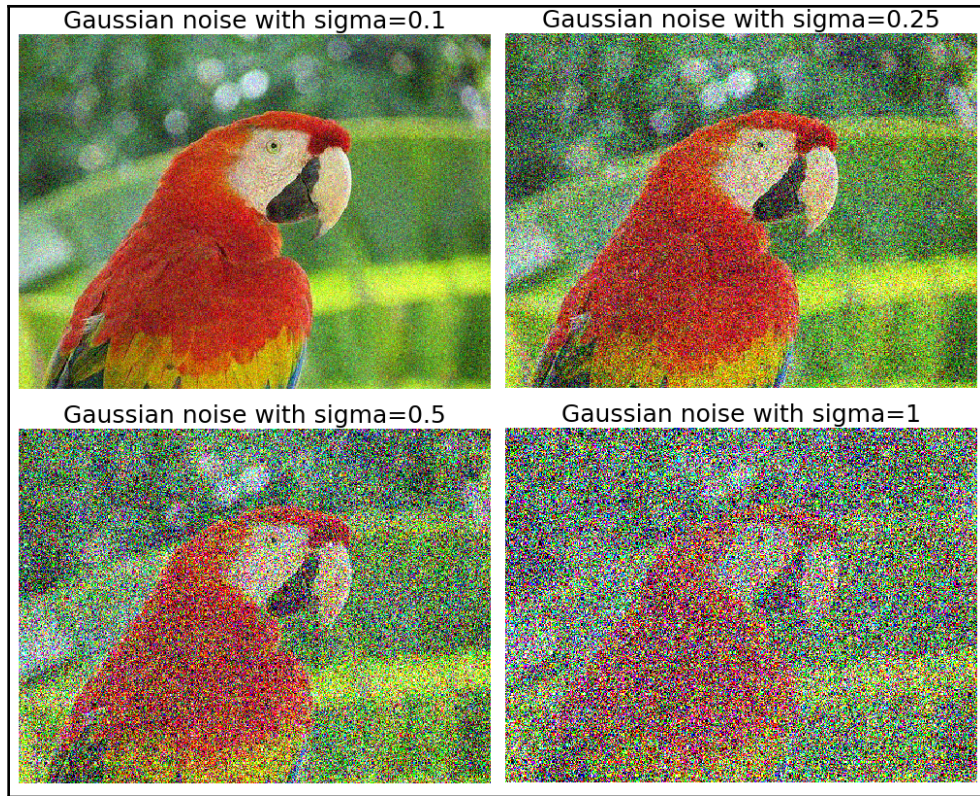 Gaussian noise with sigma=0.1
Gaussian noise with sigma=0.25
Gaussian noise with sigma=0.5
Gaussian noise with sigma=1